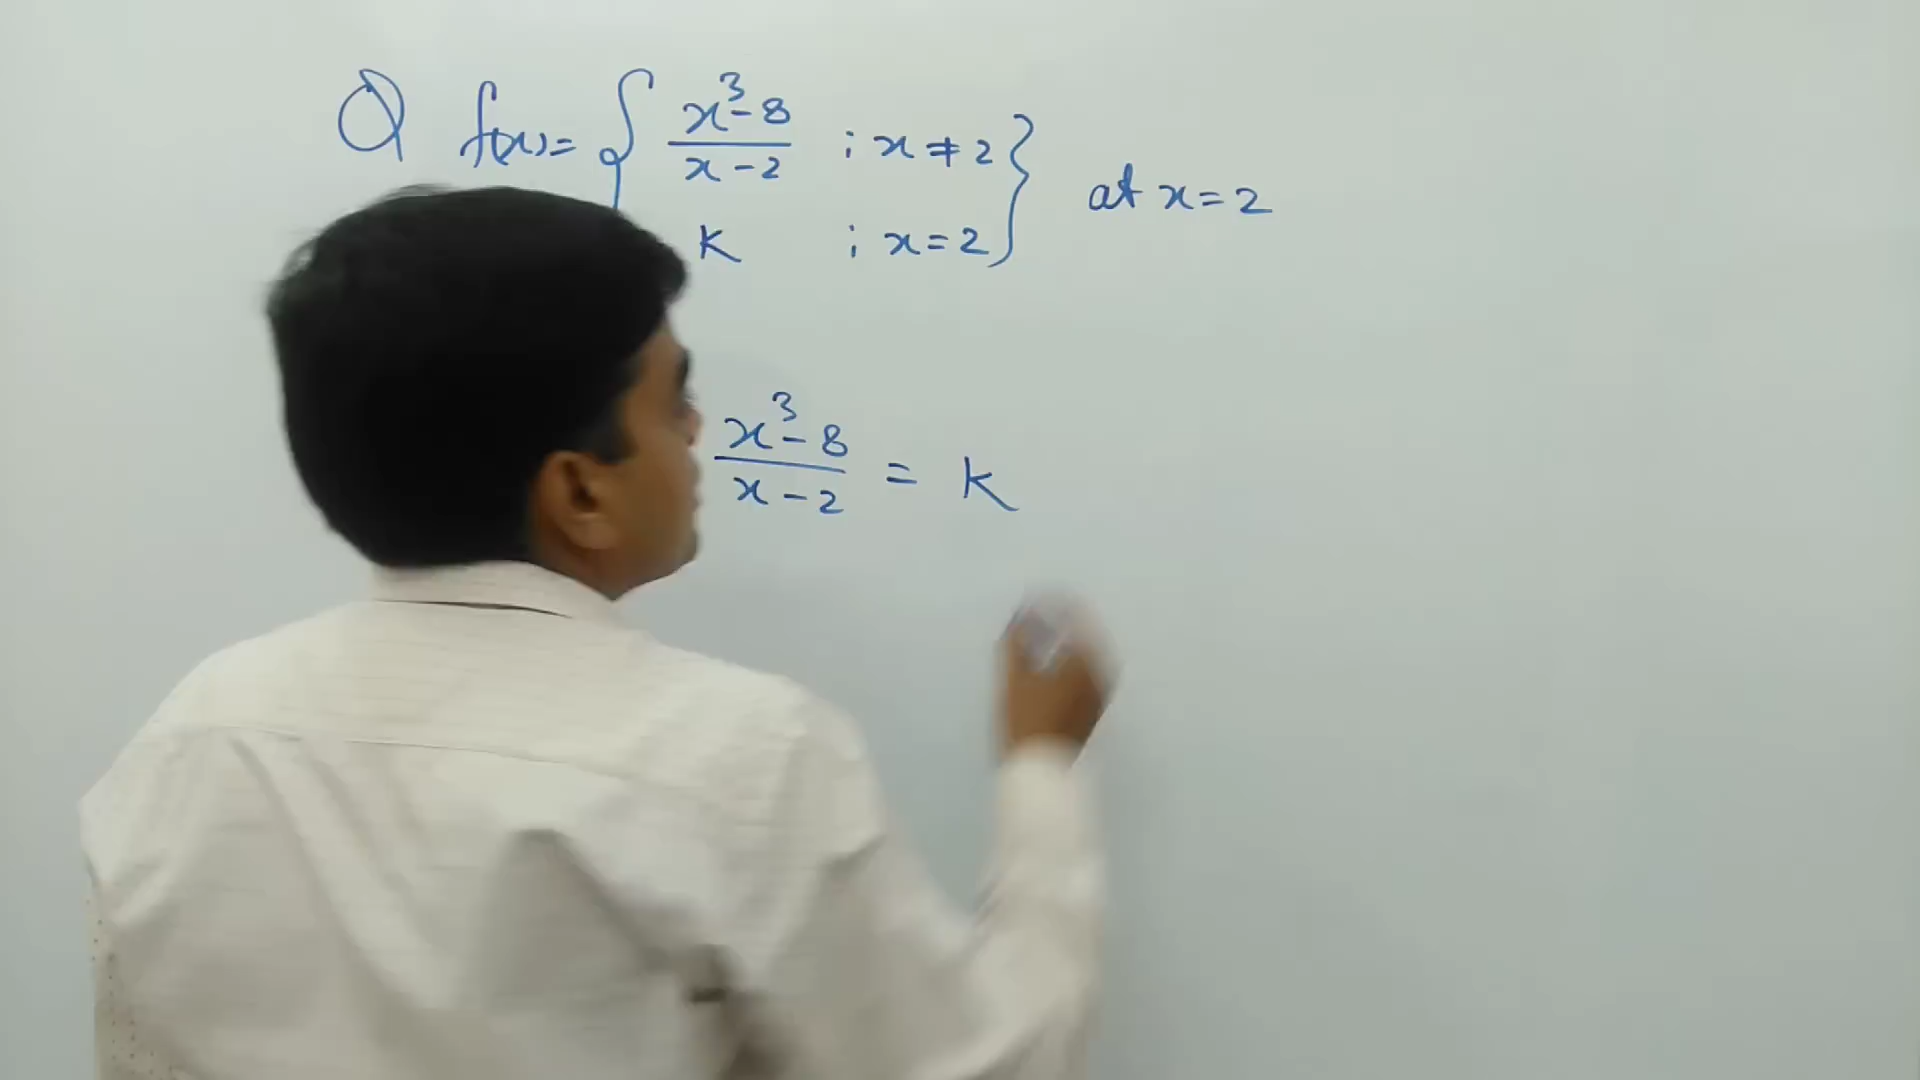 Q f(x) = { x³-8 / x-2 ; x ≠ 2 } at x = 2
K ; x = 2
x³-8 / x-2 = K